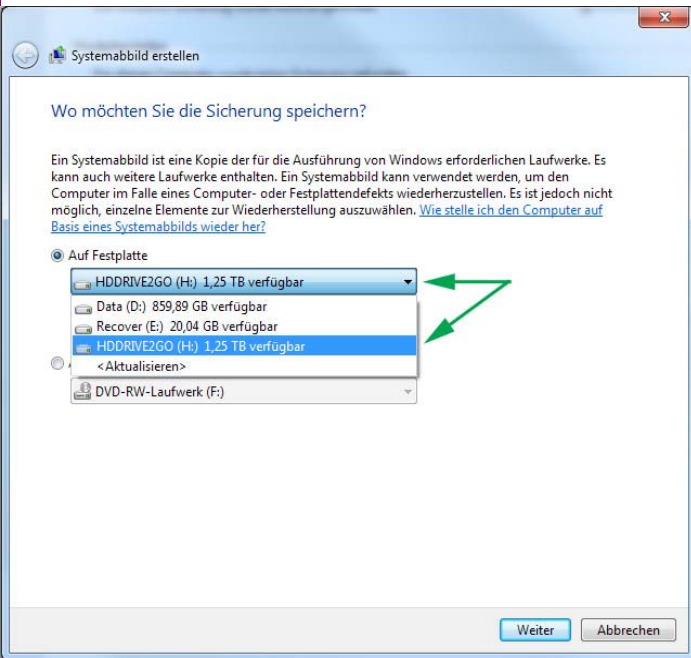 Systemabbild erstellen
Wo möchten Sie die Sicherung speichern?
Ein Systemabbild ist eine Kopie der für die Ausführung von Windows erforderlichen Laufwerke. Es
kann auch weitere Laufwerke enthalten. Ein Systemabbild kann verwendet werden, um den
Computer im Falle eines Computer- oder Festplattendefekts wiederherzustellen. Es ist jedoch nicht
möglich, einzelne Elemente zur Wiederherstellung auszuwählen. Wie stelle ich den Computer auf
Basis eines Systemabbilds wieder her?
Auf Festplatte
HDDRIVE2GO (H:) 1,25 TB verfügbar
Data (D:) 859,89 GB verfügbar
Recover (E:) 20,04 GB verfügbar
HDDRIVE2GO (H:) 1,25 TB verfügbar
<Aktualisieren>
DVD-RW-Laufwerk (F:)
Weiter
Abbrechen